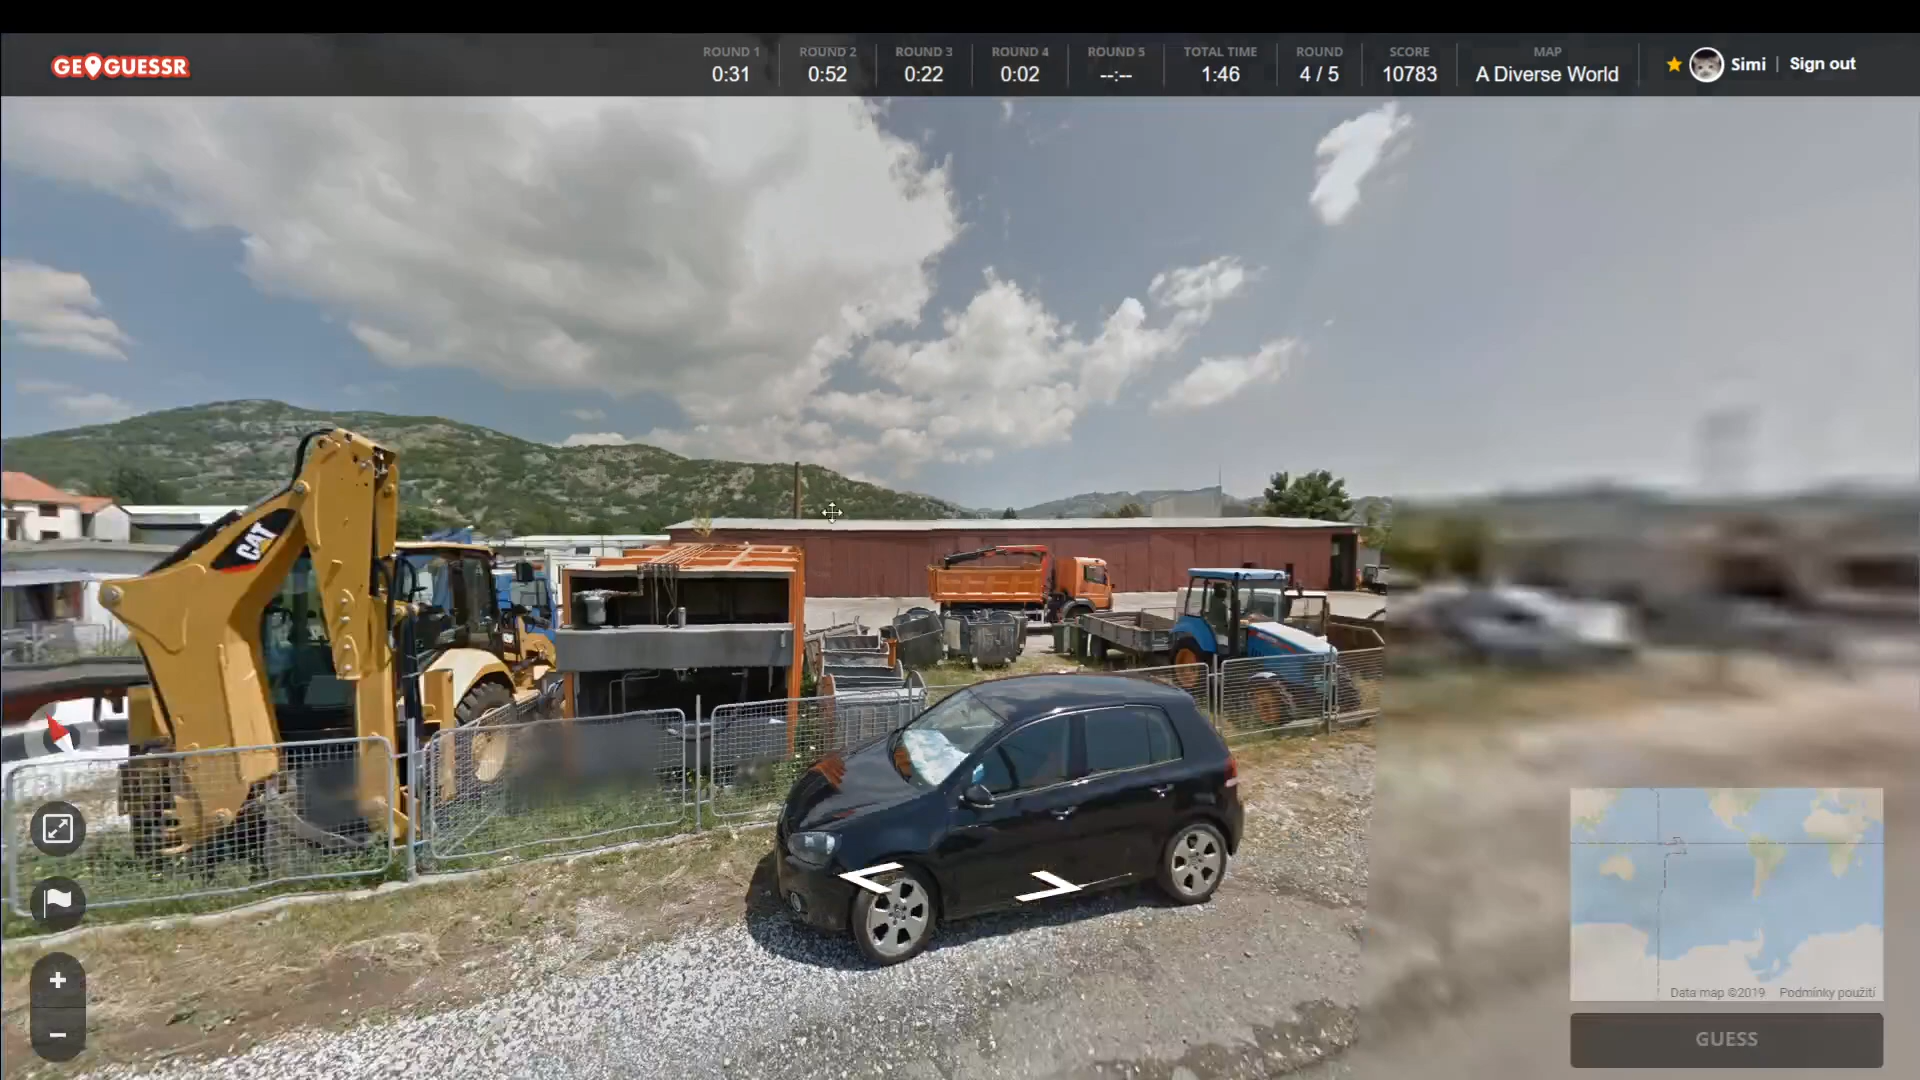 GEOGUESSR
ROUND 1
0:31
ROUND 2
0:52
ROUND 3
0:22
ROUND 4
0:02
ROUND 5
--:--
TOTAL TIME
1:46
ROUND
4 / 5
SCORE
10783
MAP
A Diverse World
Simi | Sign out
CAT
Data map ©2019 Podmínky použití
GUESS